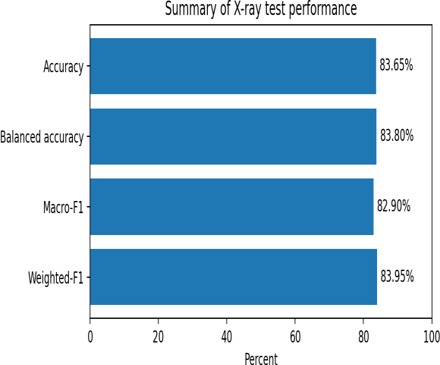 Summary of X-ray test performance
Accuracy
83.65%
Balanced accuracy
83.80%
Macro-F1
82.90%
Weighted-F1
83.95%
0 20 40 60 80 100
Percent